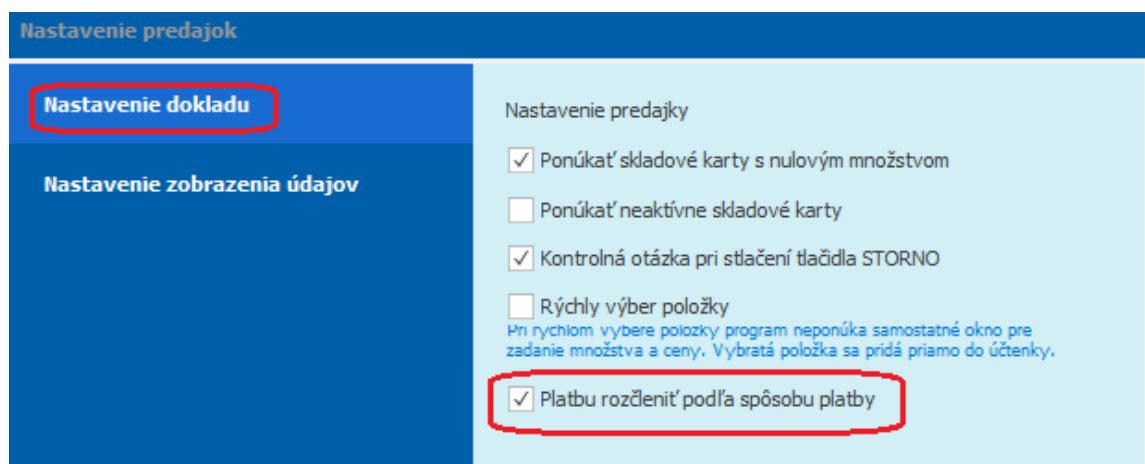 Nastavenie predajok
Nastavenie dokladu
Nastavenie zobrazenia údajov
Nastavenie predajky
Ponúkať skladové karty s nulovým množstvom
Ponúkať neaktívne skladové karty
Kontrolná otázka pri stlačení tlačidla STORNO
Rýchly výber položky
Pri rýchlom výbere položky program neponúka samostatné okno pre
zadanie množstva a ceny. Vybratá položka sa pridá priamo do účtenky.
Platbu rozčleniť podľa spôsobu platby